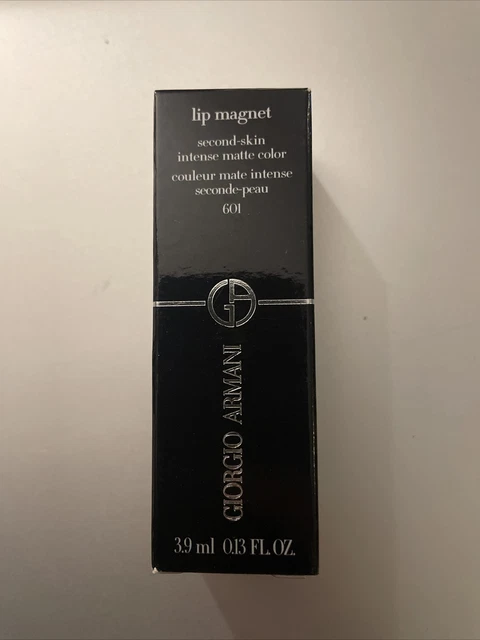 lip magnet
second-skin
intense matte color
couleur mate intense
seconde-peau
601
GA
GIORGIO ARMANI
3.9 ml 0.13 FL. OZ.